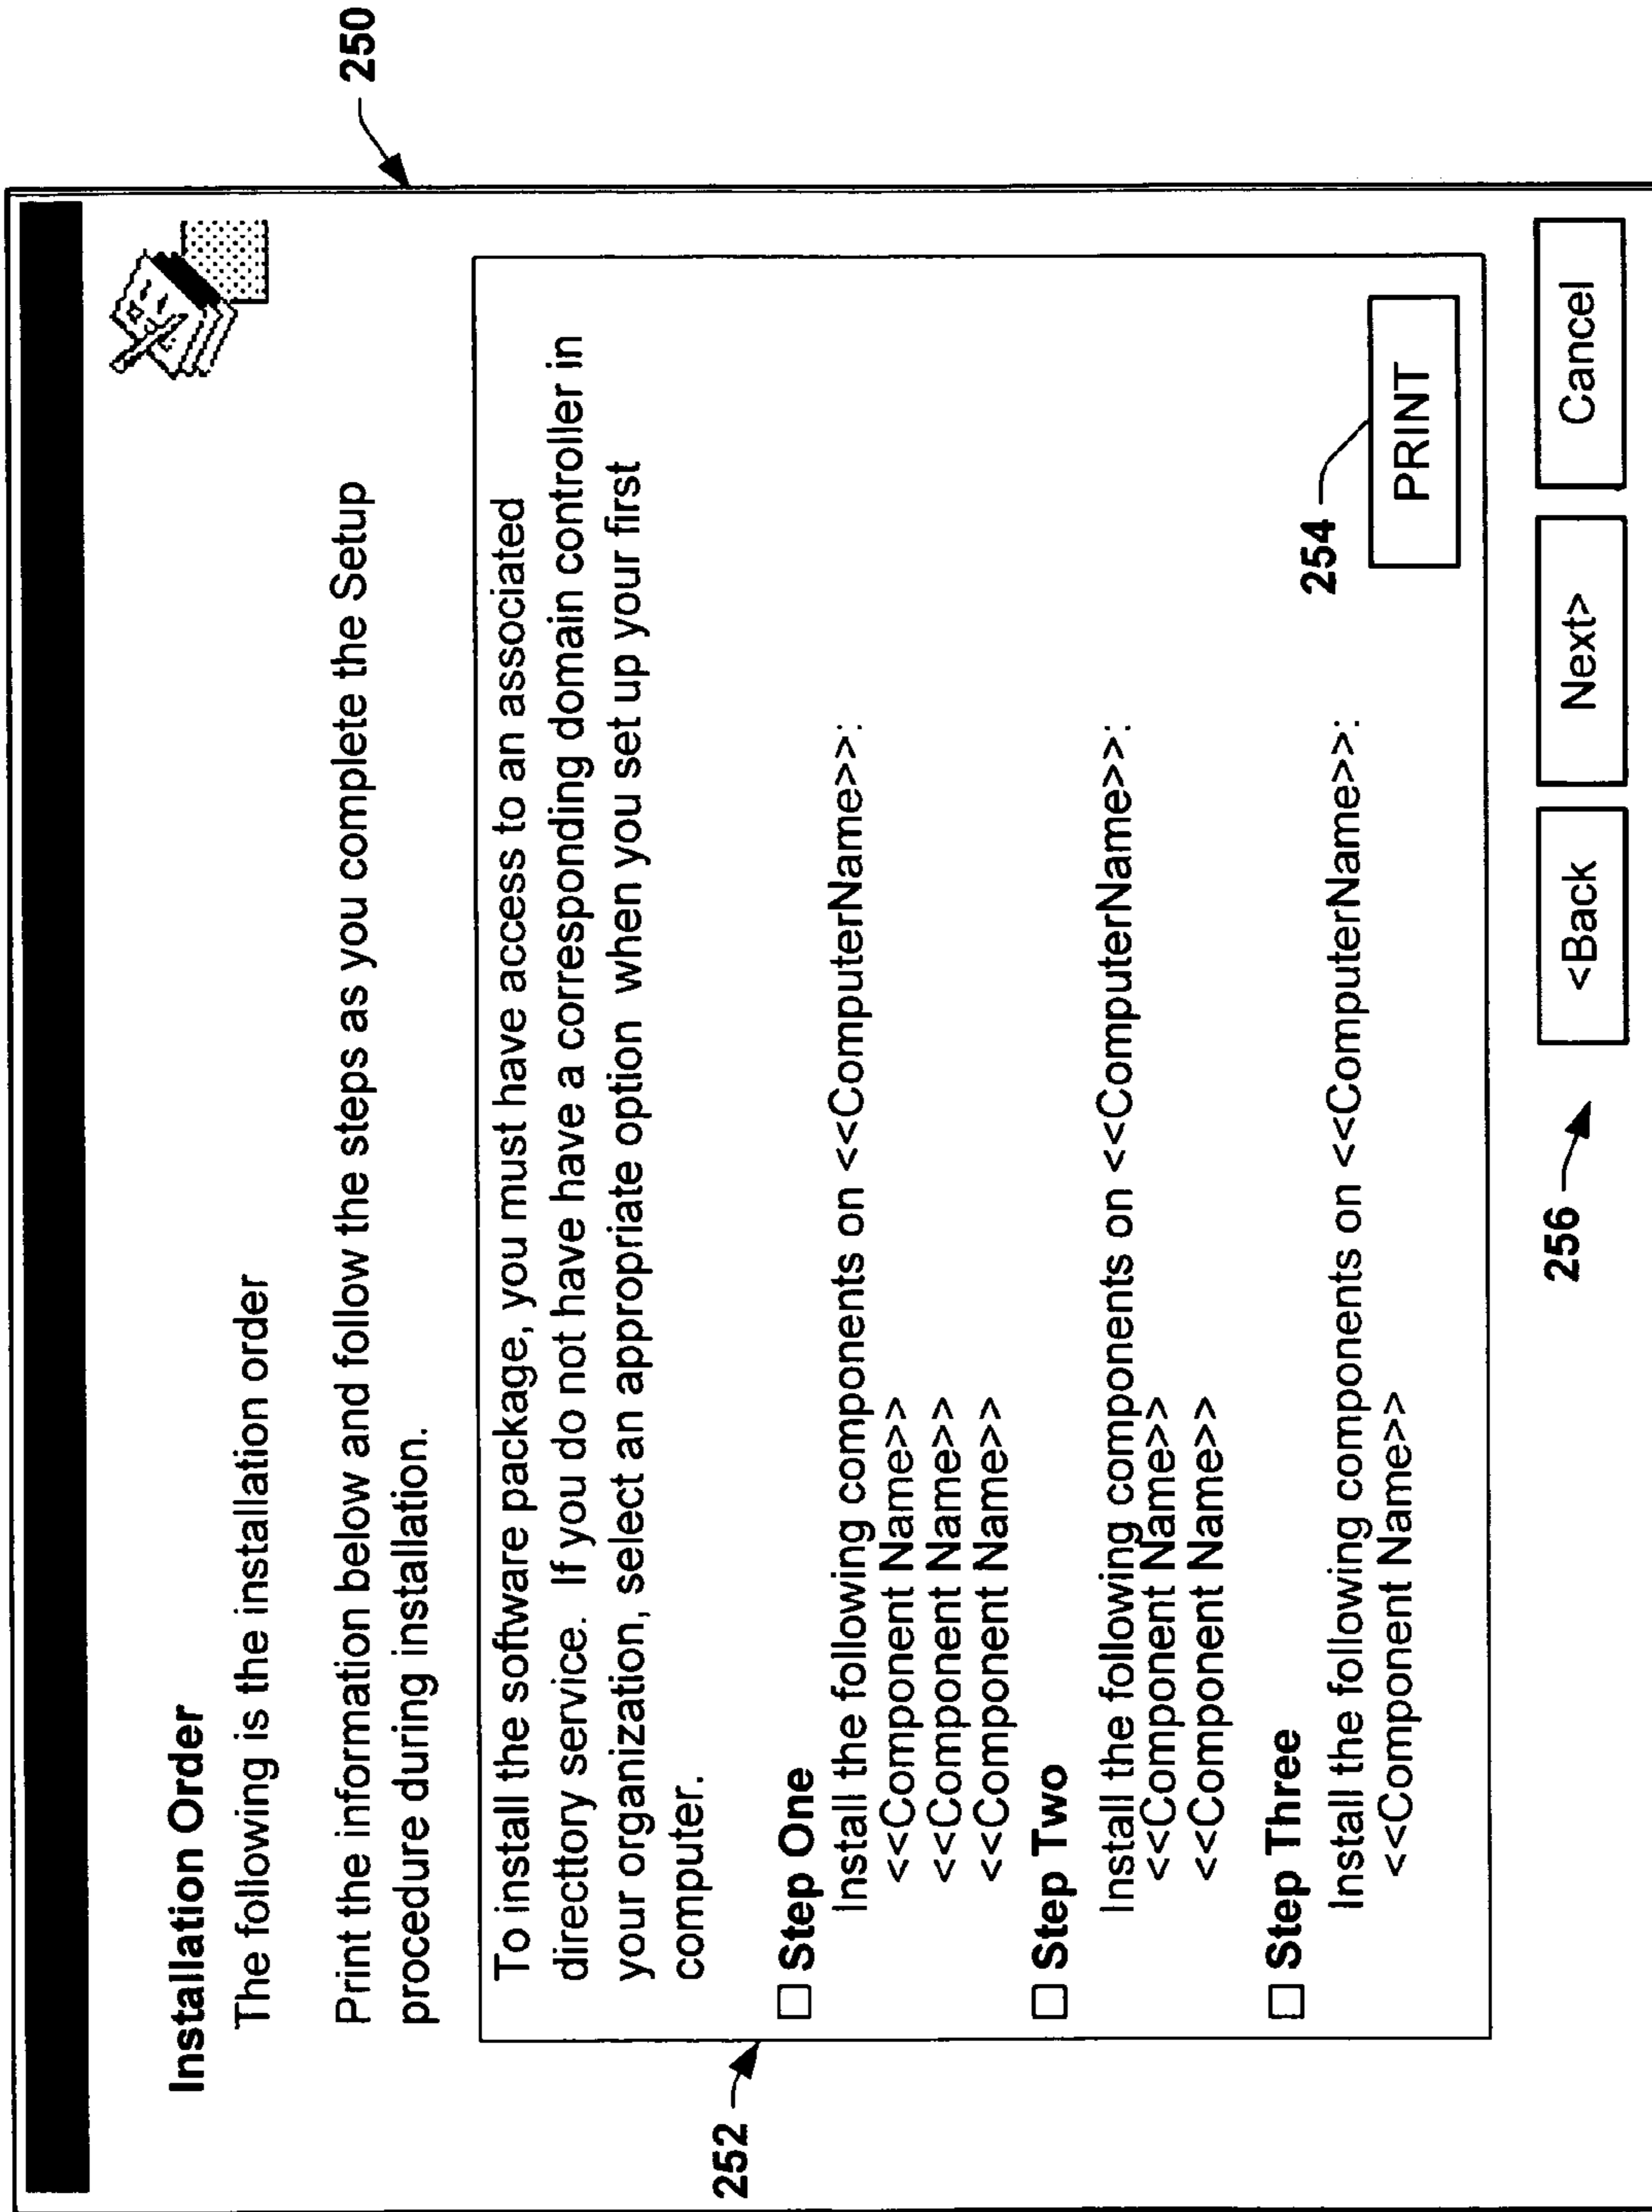 250
Installation Order
The following is the installation order
Print the information below and follow the steps as you complete the Setup
procedure during installation.
252
To install the software package, you must have access to an associated
directtory service. If you do not have have a corresponding domain controller in
your organization, select an appropriate option when you set up your first
computer.
Step One
Install the following components on <<ComputerName>>:
<<Component Name>>
<<Component Name>>
<<Component Name>>
Step Two
Install the following components on <<ComputerName>>:
<<Component Name>>
<<Component Name>>
Step Three
Install the following components on <<ComputerName>>:
<<Component Name>>
254
PRINT
256
<Back
Next>
Cancel